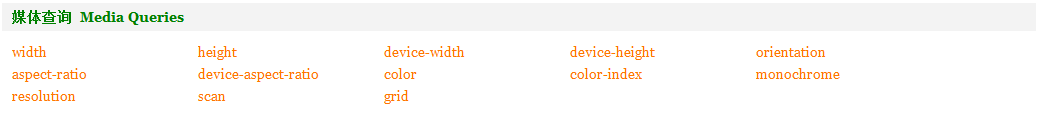 媒体查询 Media Queries
width height device-width device-height orientation
aspect-ratio device-aspect-ratio color color-index monochrome
resolution scan grid